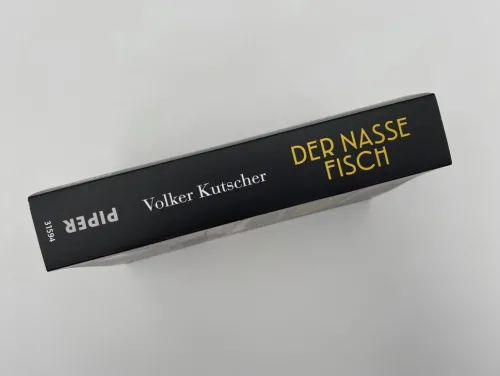 DER NASSE
FISCH
Volker Kutscher
PIPER
31594